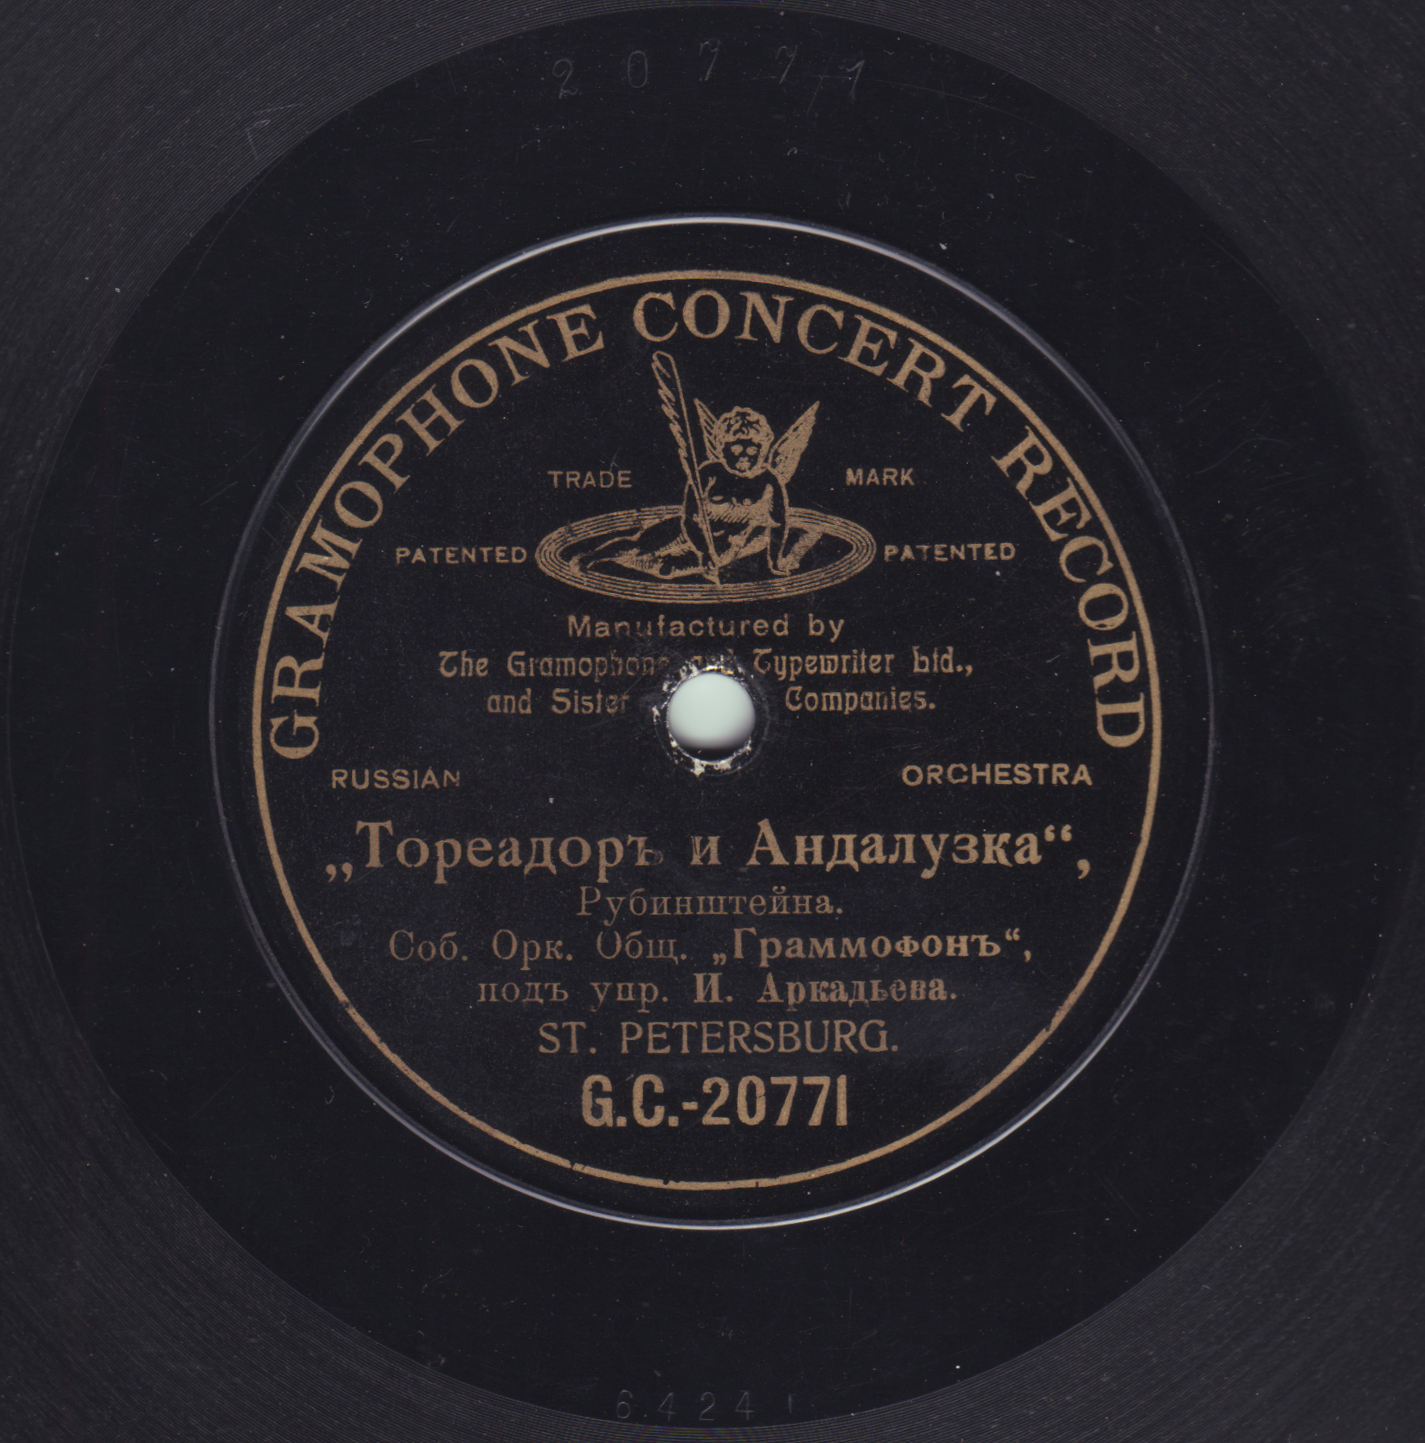 20771
GRAMOPHONE CONCERT RECORD
TRADE MARK
PATENTED PATENTED
Manufactured by
The Gramophone and Typewriter Ltd.,
and Sister Companies.
RUSSIAN ORCHESTRA
„Тореадоръ и Андалузка“,
Рубинштейна.
Соб. Орк. Общ. „Граммофонъ“,
подъ упр. И. Аркадьева.
ST. PETERSBURG.
G.C.-20771